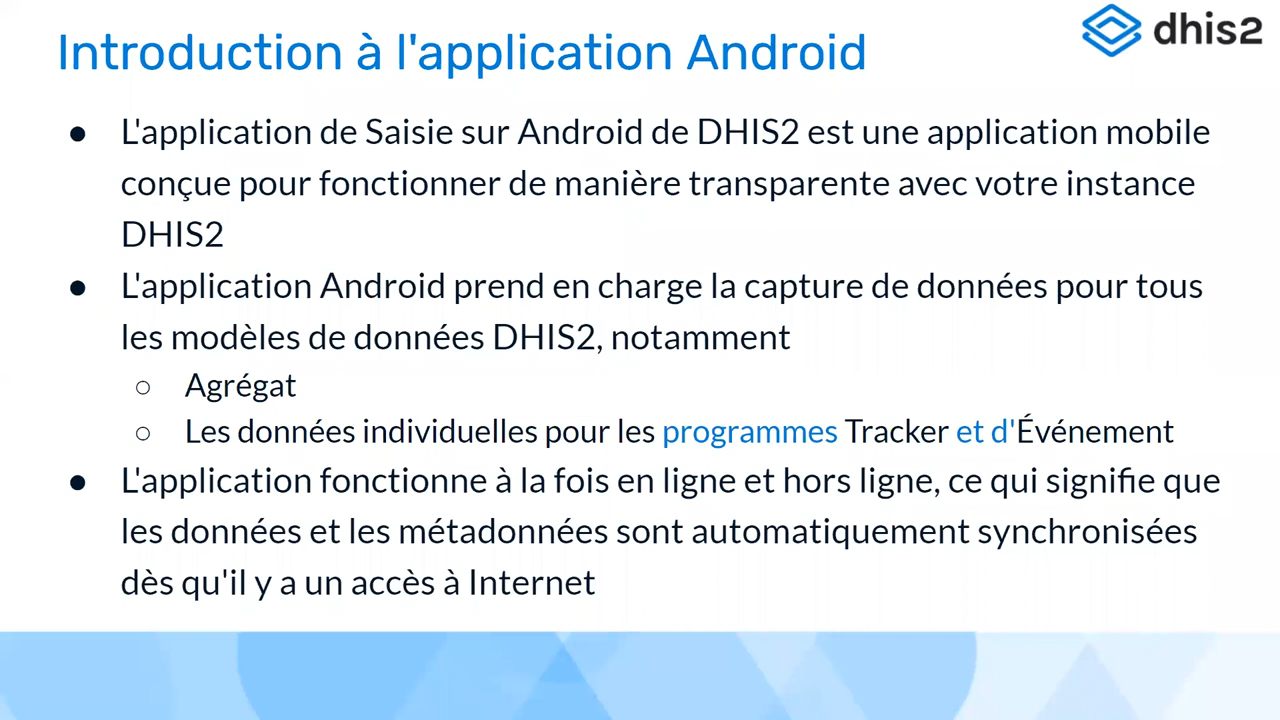 dhis2
Introduction à l'application Android
● L'application de Saisie sur Android de DHIS2 est une application mobile
conçue pour fonctionner de manière transparente avec votre instance
DHIS2
● L'application Android prend en charge la capture de données pour tous
les modèles de données DHIS2, notamment
○ Agrégat
○ Les données individuelles pour les programmes Tracker et d'Événement
● L'application fonctionne à la fois en ligne et hors ligne, ce qui signifie que
les données et les métadonnées sont automatiquement synchronisées
dès qu'il y a un accès à Internet